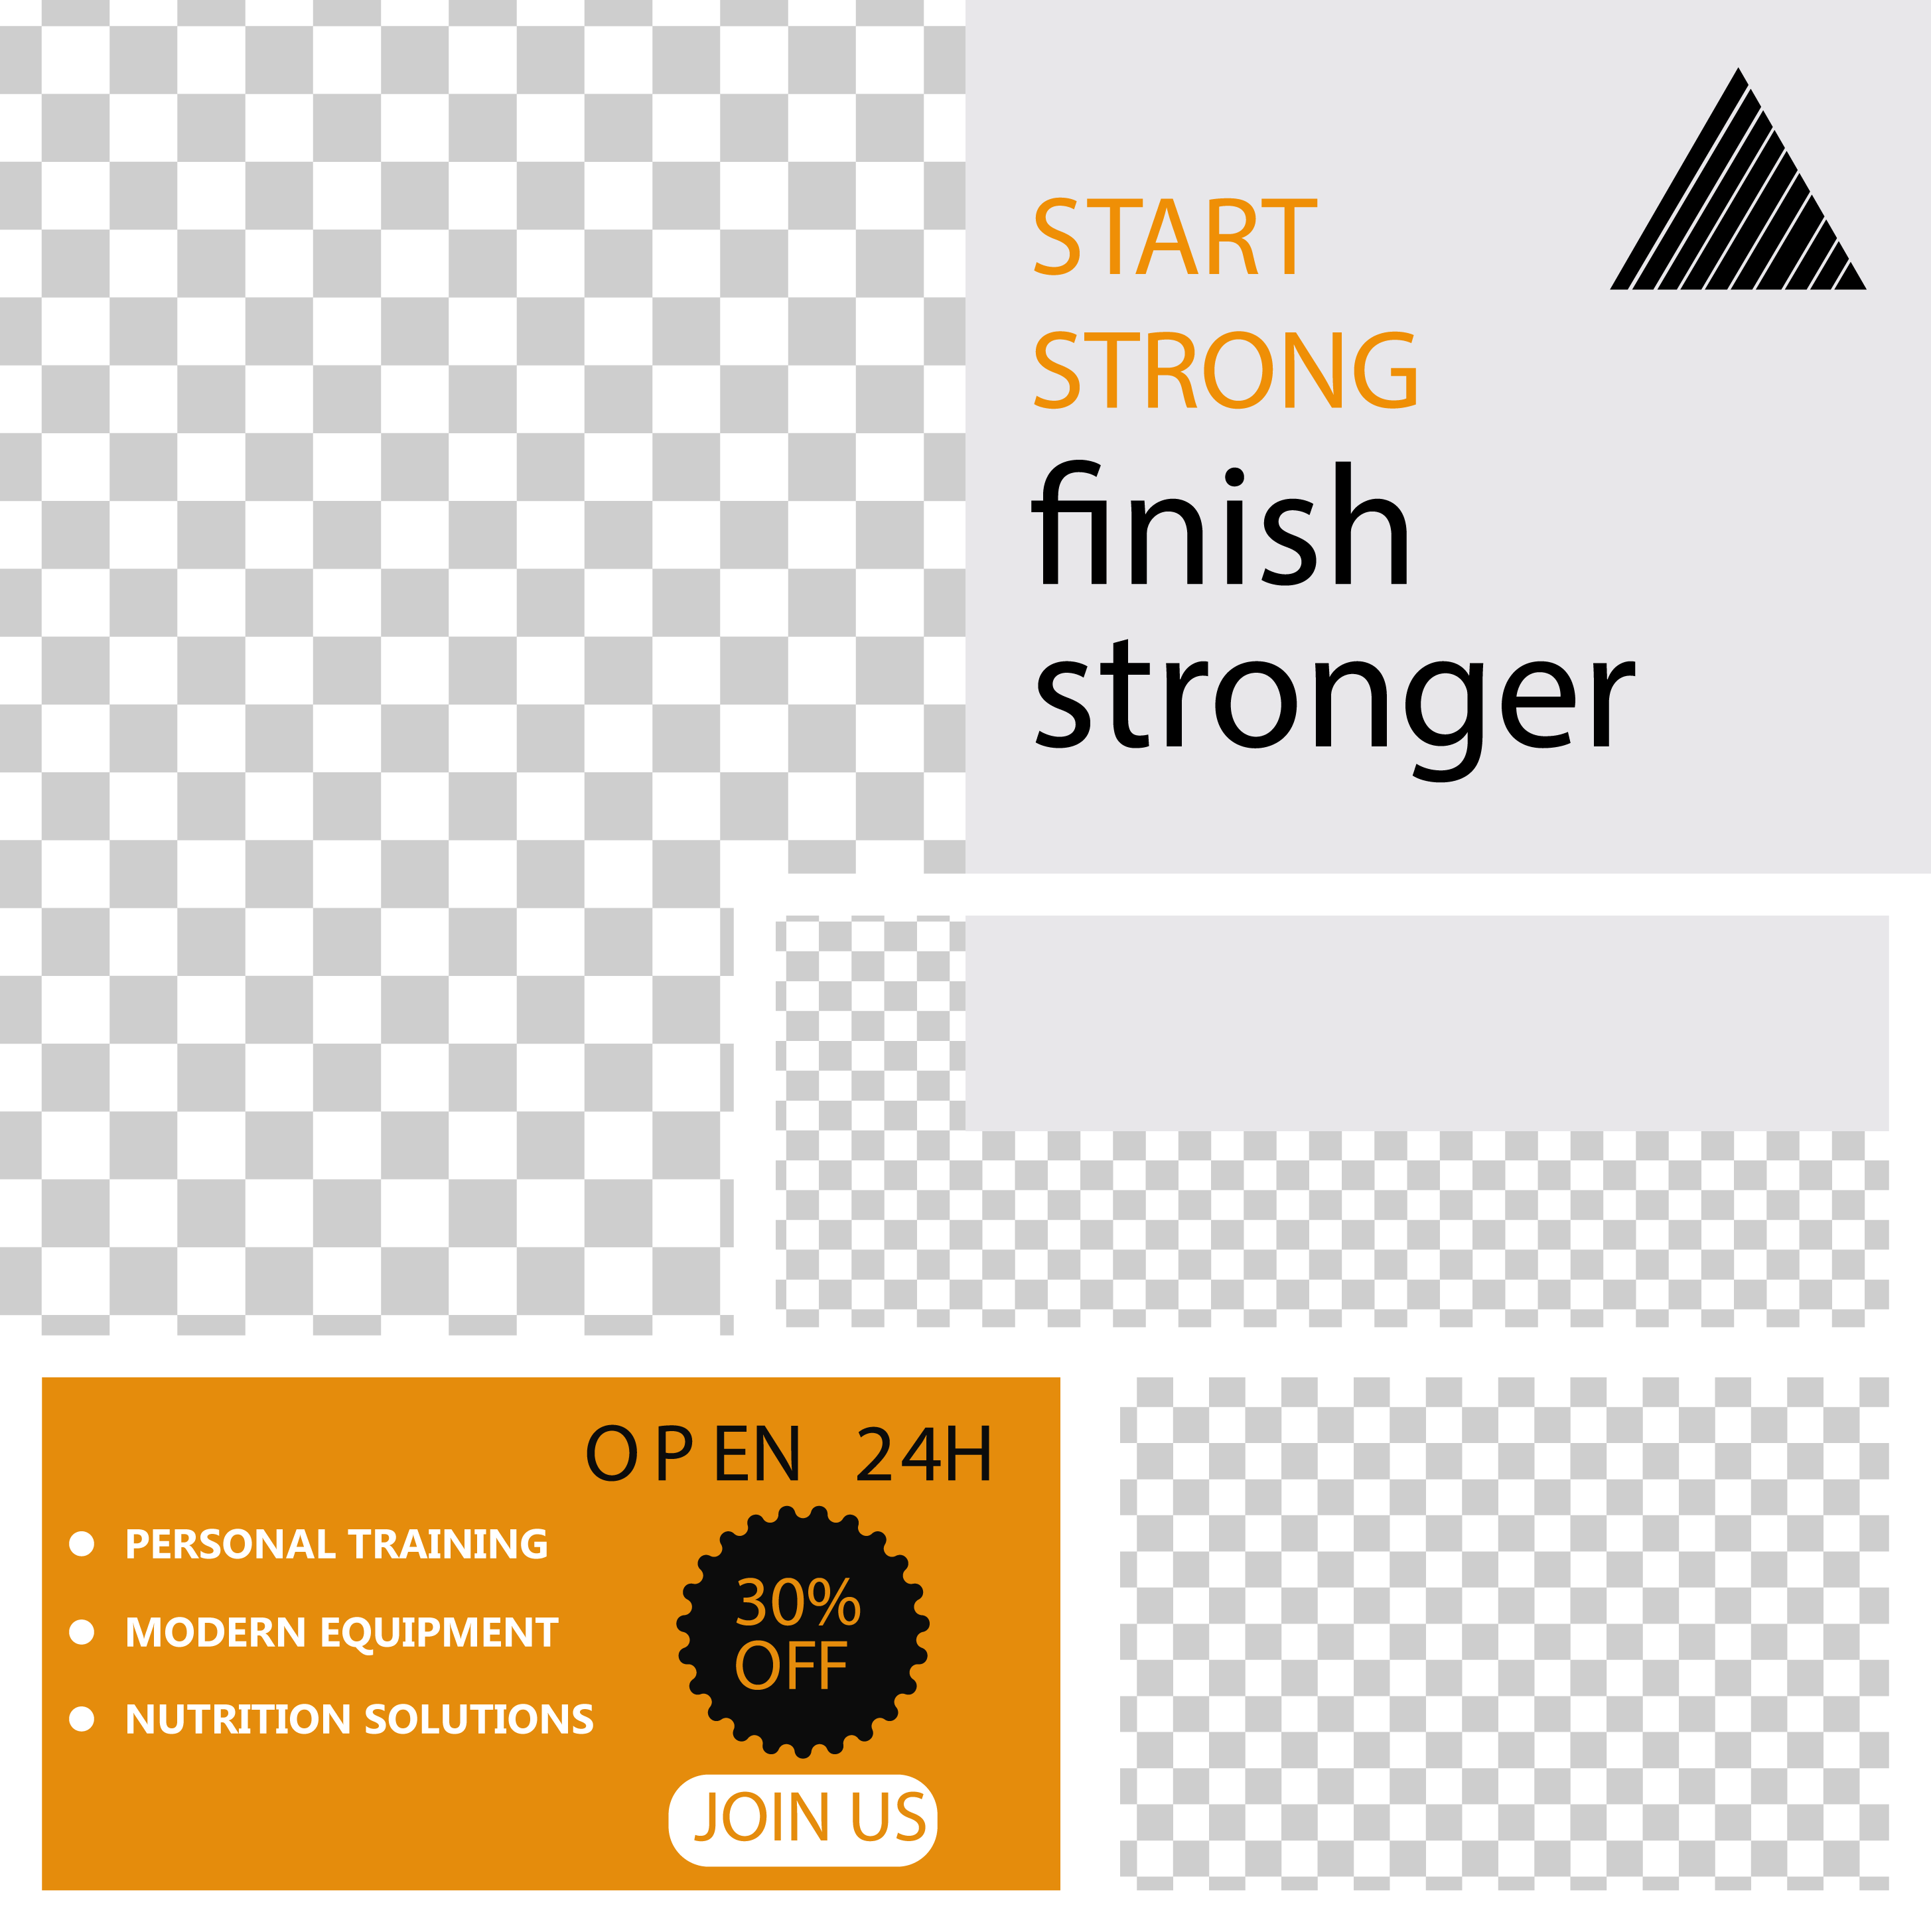 START
STRONG
finish
stronger
OPEN 24H
PERSONAL TRAINING
MODERN EQUIPMENT
NUTRITION SOLUTIONS
30%
OFF
JOIN US